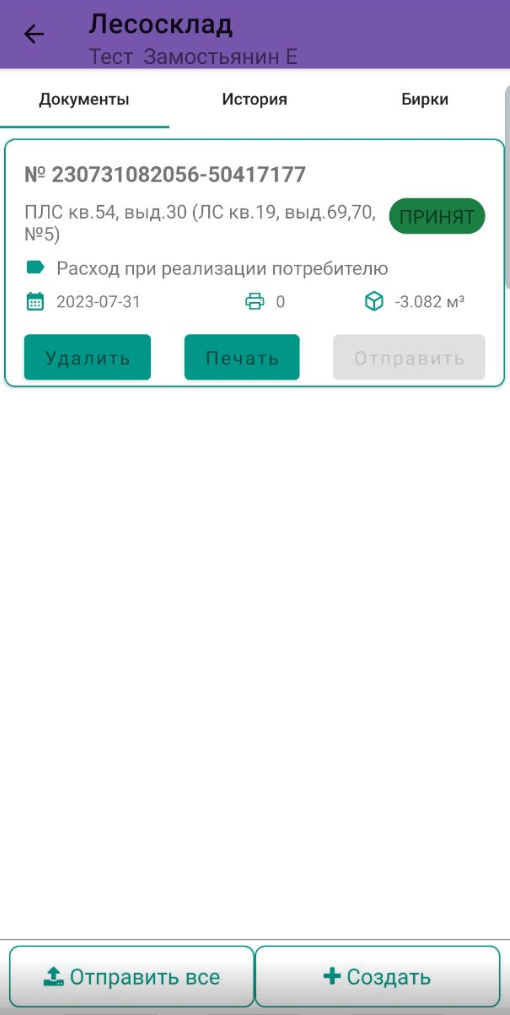 Лесосклад
Тест Замостьянин Е
Документы История Бирки
№ 230731082056-50417177
ПЛС кв.54, выд.30 (ЛС кв.19, выд.69,70,
№5)
ПРИНЯТ
Расход при реализации потребителю
2023-07-31 0 -3.082 м³
Удалить Печать Отправить
Отправить все Создать